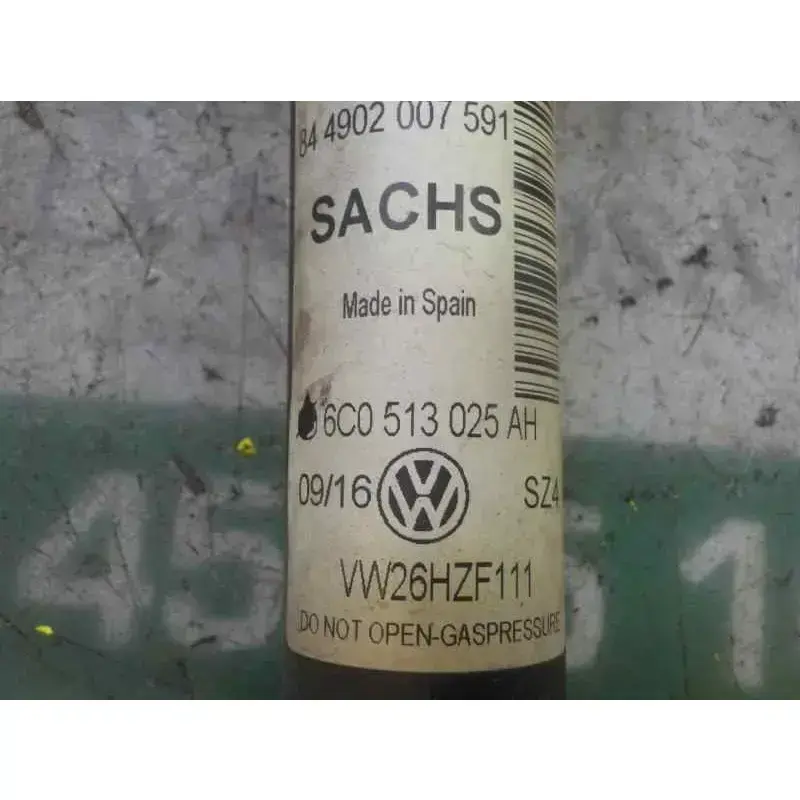 84 4902 007 591
SACHS
Made in Spain
6C0 513 025 AH
09/16 VW SZ4
VW26HZF111
DO NOT OPEN-GASPRESSURE